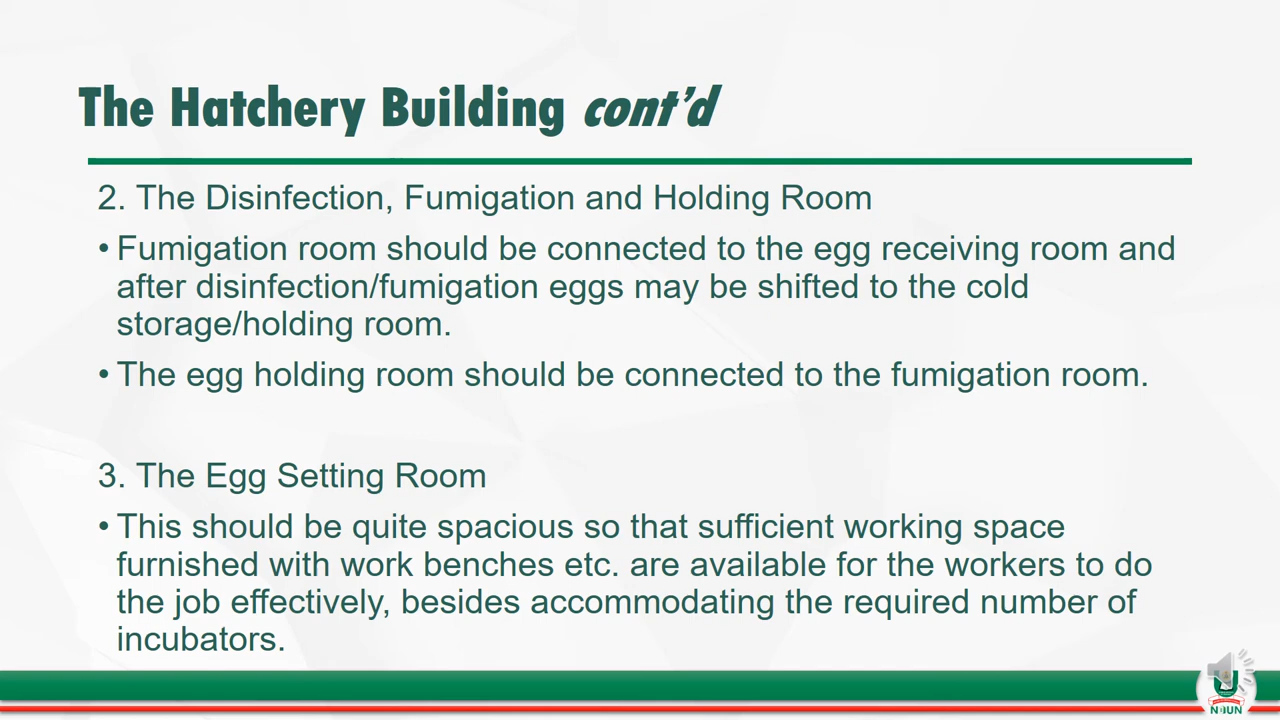 The Hatchery Building cont’d
2. The Disinfection, Fumigation and Holding Room
• Fumigation room should be connected to the egg receiving room and
after disinfection/fumigation eggs may be shifted to the cold
storage/holding room.
• The egg holding room should be connected to the fumigation room.
3. The Egg Setting Room
• This should be quite spacious so that sufficient working space
furnished with work benches etc. are available for the workers to do
the job effectively, besides accommodating the required number of
incubators.